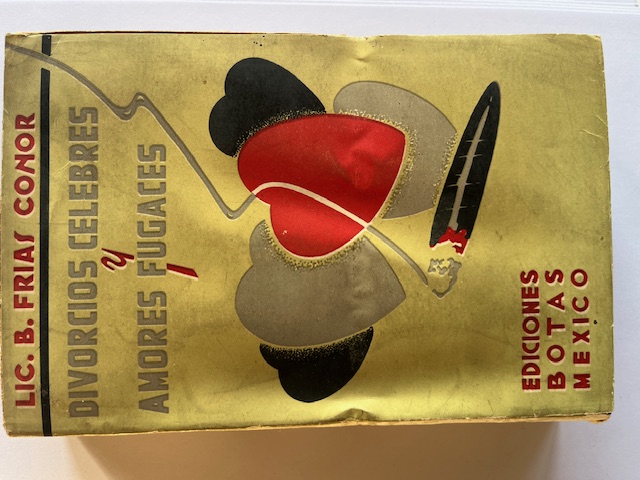 LIC. B. FRIAS CONOR
DIVORCIOS CELEBRES
y
AMORES FUGACES
EDICIONES
BOTAS
MEXICO